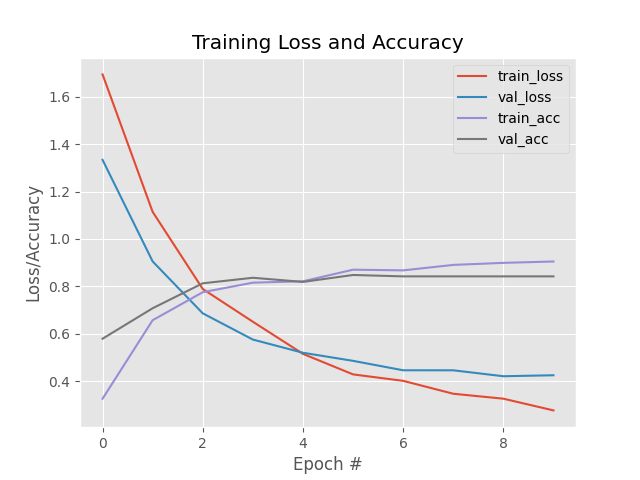 Training Loss and Accuracy
train_loss
val_loss
train_acc
val_acc
Loss/Accuracy
1.6
1.4
1.2
1.0
0.8
0.6
0.4
0 2 4 6 8
Epoch #